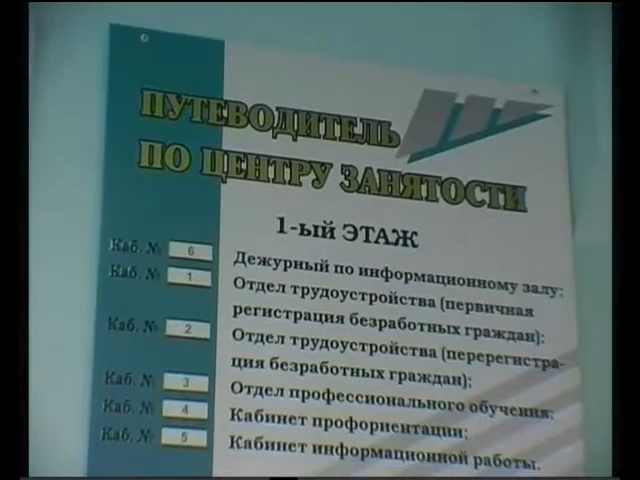 ПУТЕВОДИТЕЛЬ
ПО ЦЕНТРУ ЗАНЯТОСТИ
1-ый ЭТАЖ
Каб. № 6 Дежурный по информационному залу;
Каб. № 1 Отдел трудоустройства (первичная
регистрация безработных граждан);
Каб. № 2 Отдел трудоустройства (перерегистра-
ция безработных граждан);
Каб. № 3 Отдел профессионального обучения;
Каб. № 4 Кабинет профориентации;
Каб. № 5 Кабинет информационной работы.